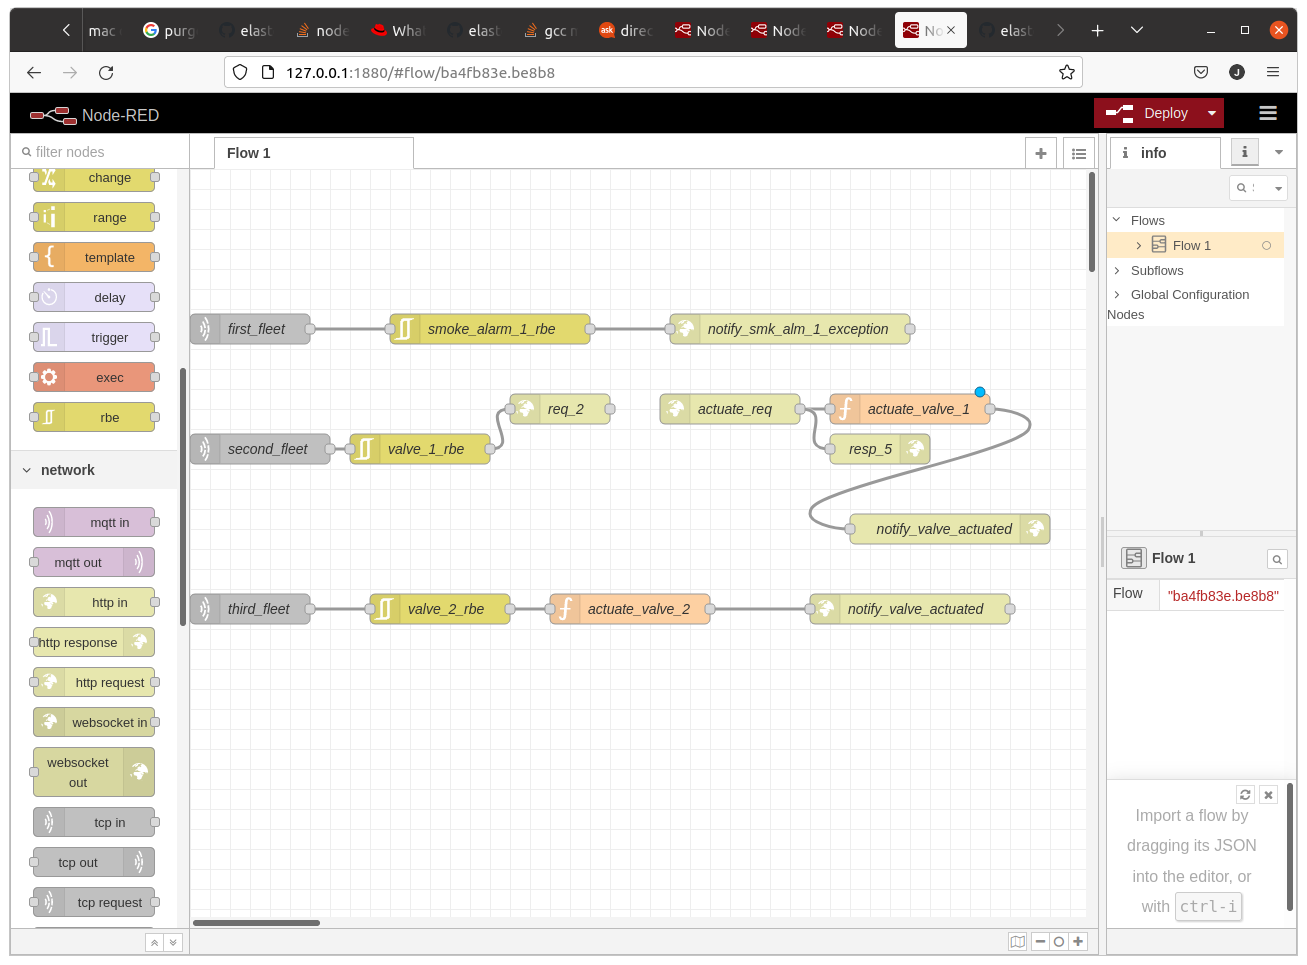 mac
purg
elast
node
Wha
elast
gcc n
ask
direc
Node
Node
Node
No
elast
127.0.0.1:1880/#flow/ba4fb83e.be8b8
J
Node-RED
Deploy
filter nodes
Flow 1
info
change
range
template
delay
trigger
exec
rbe
network
mqtt in
mqtt out
http in
http response
http request
websocket in
websocket
out
tcp in
tcp out
tcp request
first_fleet
smoke_alarm_1_rbe
notify_smk_alm_1_exception
req_2
actuate_req
actuate_valve_1
second_fleet
valve_1_rbe
resp_5
notify_valve_actuated
third_fleet
valve_2_rbe
actuate_valve_2
notify_valve_actuated
Flows
Flow 1
Subflows
Global Configuration
Nodes
Flow 1
Flow
"ba4fb83e.be8b8"
Import a flow by
dragging its JSON
into the editor, or
with ctrl-i